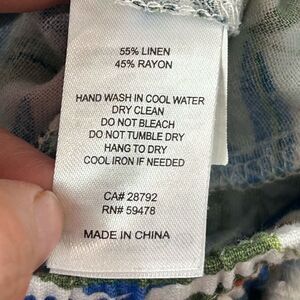 55% LINEN
45% RAYON
HAND WASH IN COOL WATER
DRY CLEAN
DO NOT BLEACH
DO NOT TUMBLE DRY
HANG TO DRY
COOL IRON IF NEEDED
CA# 28792
RN# 59478
MADE IN CHINA